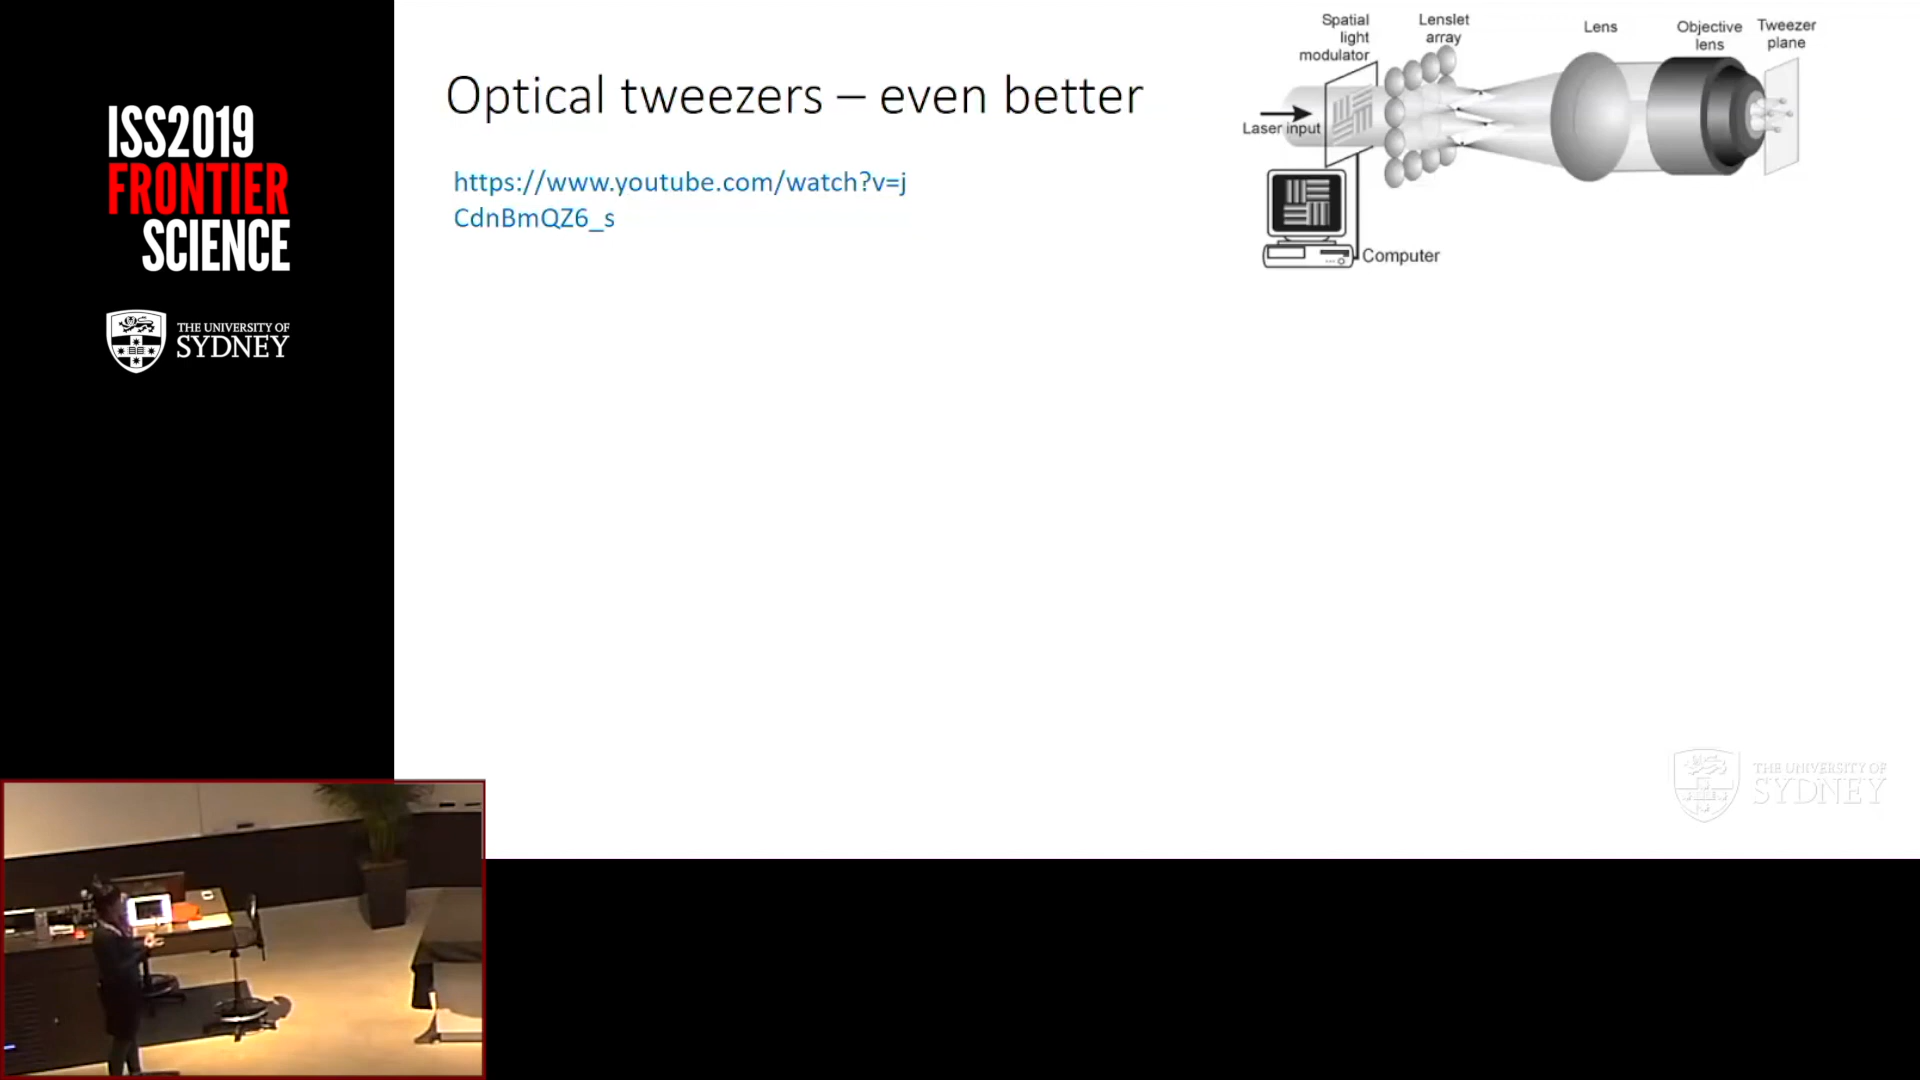 ISS2019
FRONTIER
SCIENCE
THE UNIVERSITY OF
SYDNEY
Optical tweezers – even better
https://www.youtube.com/watch?v=j
CdnBmQZ6_s
Spatial
light
modulator
Lenslet
array
Lens
Objective
lens
Tweezer
plane
Laser input
Computer
THE UNIVERSITY OF
SYDNEY